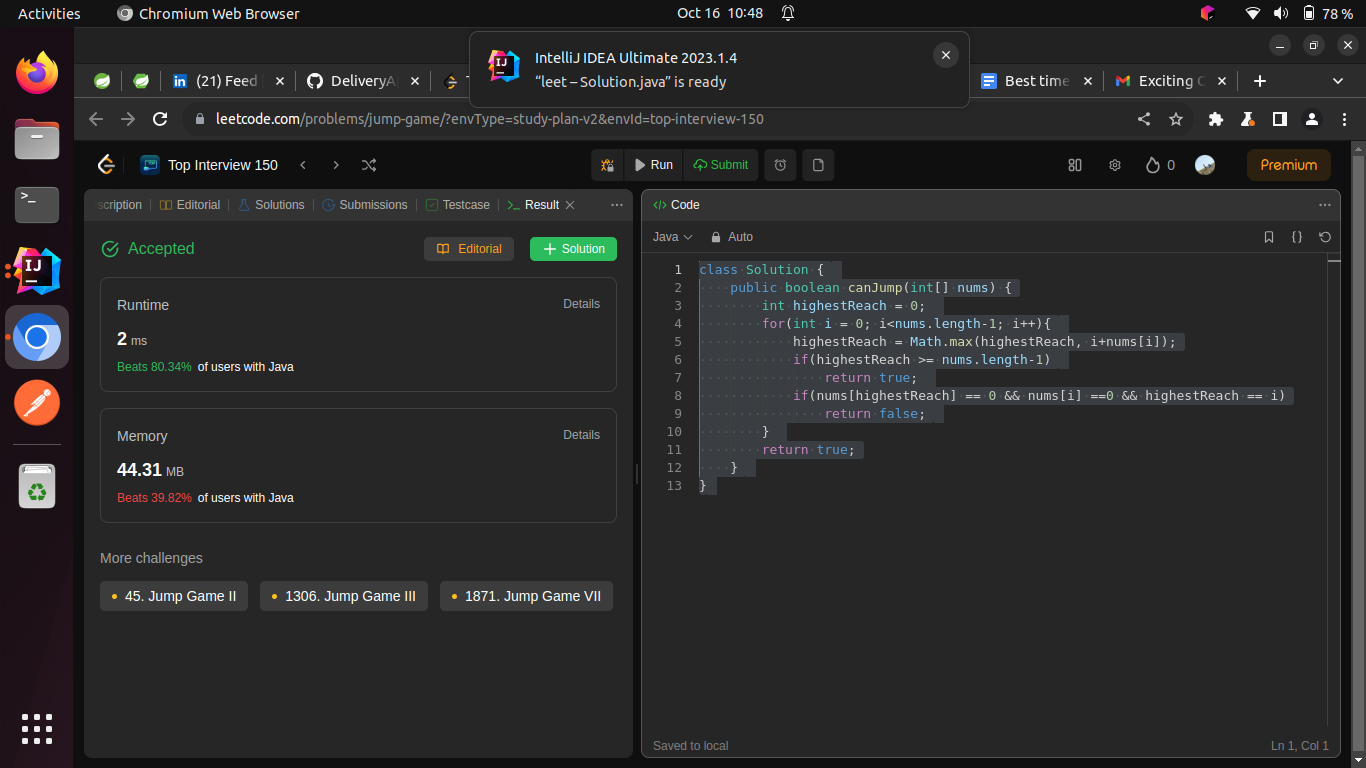 Activities
Chromium Web Browser
Oct 16 10:48
78 %
IntelliJ IDEA Ultimate 2023.1.4
“leet – Solution.java” is ready
(21) Feed
DeliveryA
Best time
Exciting
leetcode.com/problems/jump-game/?envType=study-plan-v2&envId=top-interview-150
Top Interview 150
Run
Submit
0
Premium
scription
Editorial
Solutions
Submissions
Testcase
Result
Accepted
Editorial
Solution
Runtime
Details
2 ms
Beats 80.34% of users with Java
Memory
Details
44.31 MB
Beats 39.82% of users with Java
More challenges
45. Jump Game II
1306. Jump Game III
1871. Jump Game VII
</> Code
Java
Auto
1 class Solution {
2 public boolean canJump(int[] nums) {
3 int highestReach = 0;
4 for(int i = 0; i<nums.length-1; i++){
5 highestReach = Math.max(highestReach, i+nums[i]);
6 if(highestReach >= nums.length-1)
7 return true;
8 if(nums[highestReach] == 0 && nums[i] ==0 && highestReach == i)
9 return false;
10 }
11 return true;
12 }
13 }
Saved to local
Ln 1, Col 1